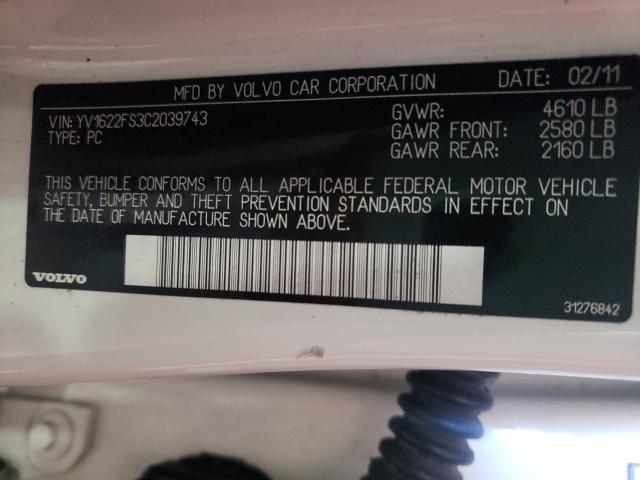 MFD BY VOLVO CAR CORPORATION DATE: 02/11
VIN: YV1622FS3C2039743 GVWR: 4610 LB
TYPE: PC GAWR FRONT: 2580 LB
GAWR REAR: 2160 LB
THIS VEHICLE CONFORMS TO ALL APPLICABLE FEDERAL MOTOR VEHICLE
SAFETY, BUMPER AND THEFT PREVENTION STANDARDS IN EFFECT ON
THE DATE OF MANUFACTURE SHOWN ABOVE.
VOLVO
31276842